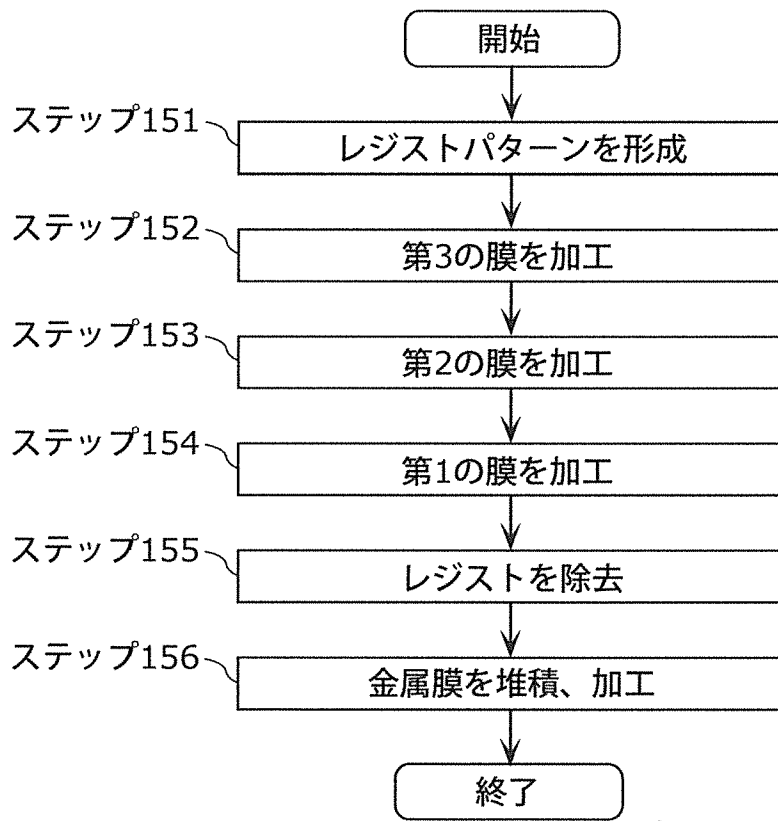 開始
ステップ151
レジストパターンを形成
ステップ152
第3の膜を加工
ステップ153
第2の膜を加工
ステップ154
第1の膜を加工
ステップ155
レジストを除去
ステップ156
金属膜を堆積、加工
終了